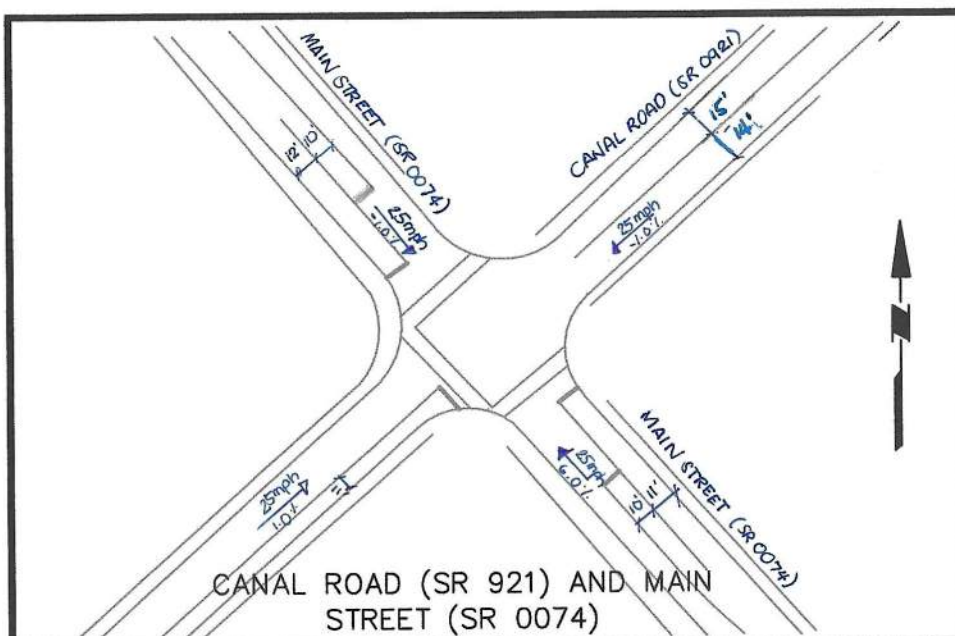 MAIN STREET (SR 0074)
CANAL ROAD (SR 0921)
15'
14'
12' 10'
25mph
-1.0%
25mph
-1.0%
N
MAIN STREET (SR 0074)
25mph
6.0%
10' 11'
25mph
1.0%
11'
CANAL ROAD (SR 921) AND MAIN
STREET (SR 0074)